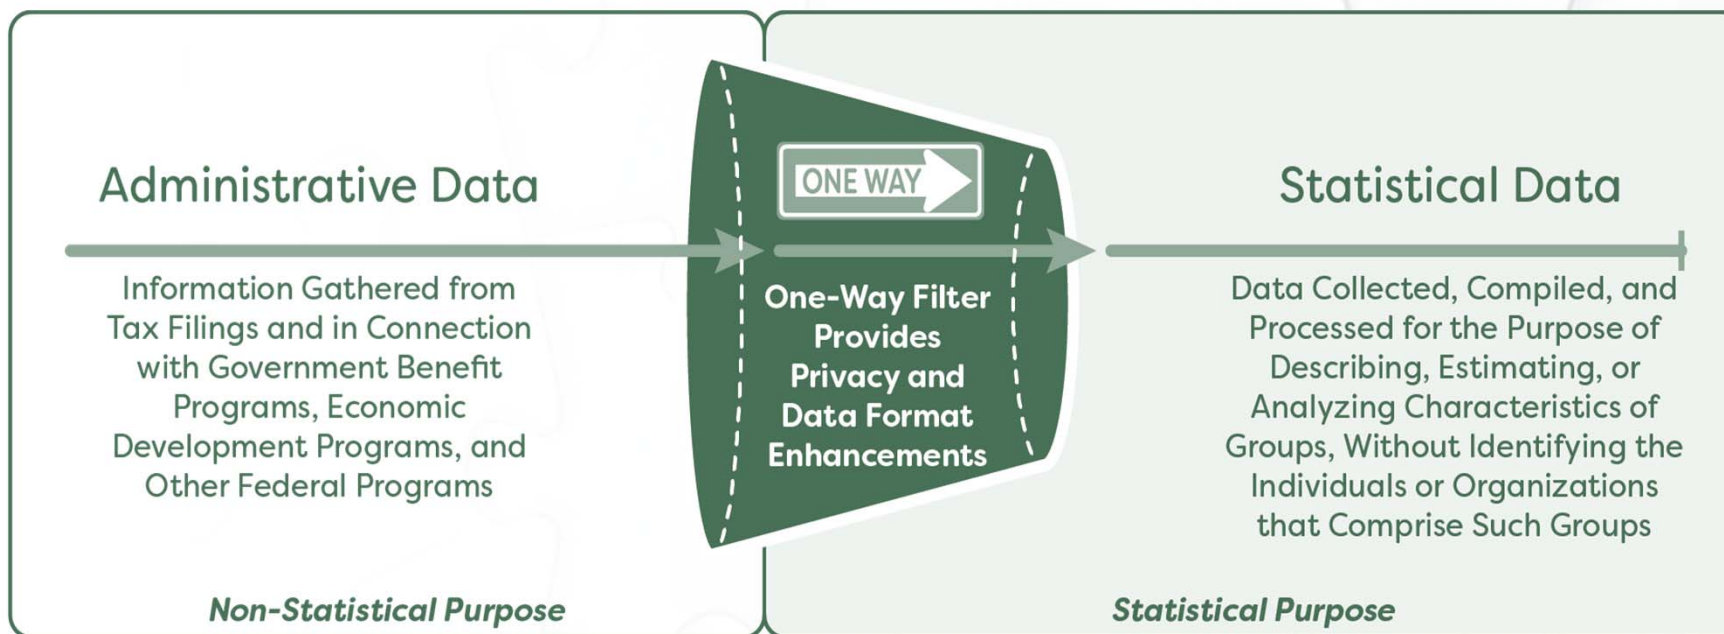 Administrative Data
Information Gathered from
Tax Filings and in Connection
with Government Benefit
Programs, Economic
Development Programs, and
Other Federal Programs
Non-Statistical Purpose
ONE WAY
One-Way Filter
Provides
Privacy and
Data Format
Enhancements
Statistical Data
Data Collected, Compiled, and
Processed for the Purpose of
Describing, Estimating, or
Analyzing Characteristics of
Groups, Without Identifying the
Individuals or Organizations
that Comprise Such Groups
Statistical Purpose